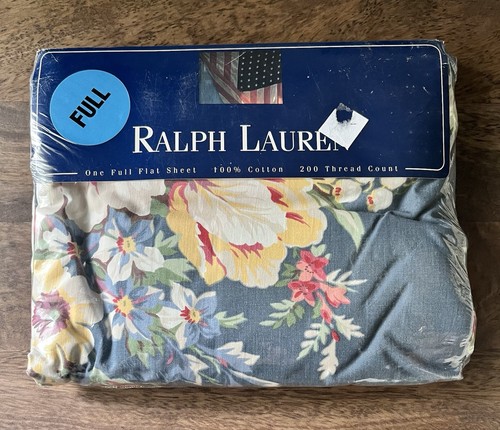 FULL
RALPH LAUREN
One Full Flat Sheet 100% Cotton 200 Thread Count